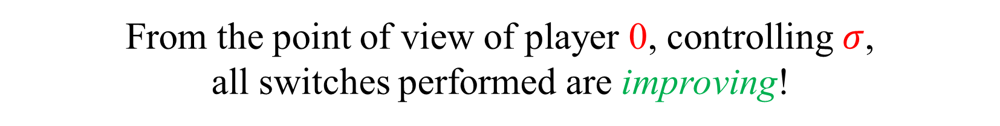 From the point of view of player 0, controlling σ,
all switches performed are improving!